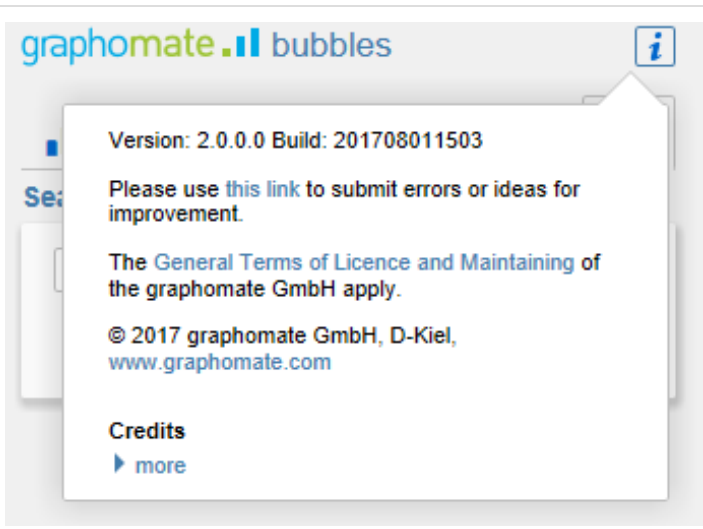 graphomate bubbles
i
Version: 2.0.0.0 Build: 201708011503
Please use this link to submit errors or ideas for
improvement.
The General Terms of Licence and Maintaining of
the graphomate GmbH apply.
© 2017 graphomate GmbH, D-Kiel,
www.graphomate.com
Credits
more